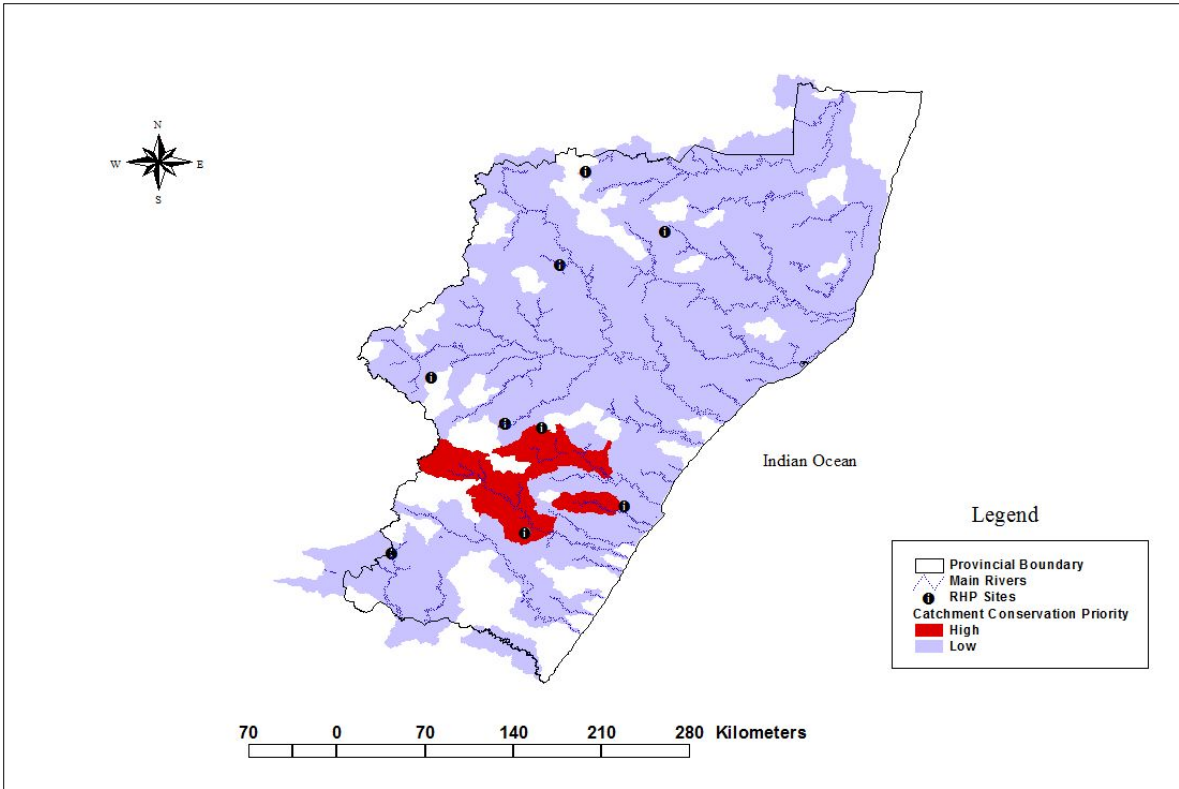 N
W E
S
Indian Ocean
Legend
Provincial Boundary
Main Rivers
RHP Sites
Catchment Conservation Priority
High
Low
70 0 70 140 210 280 Kilometers